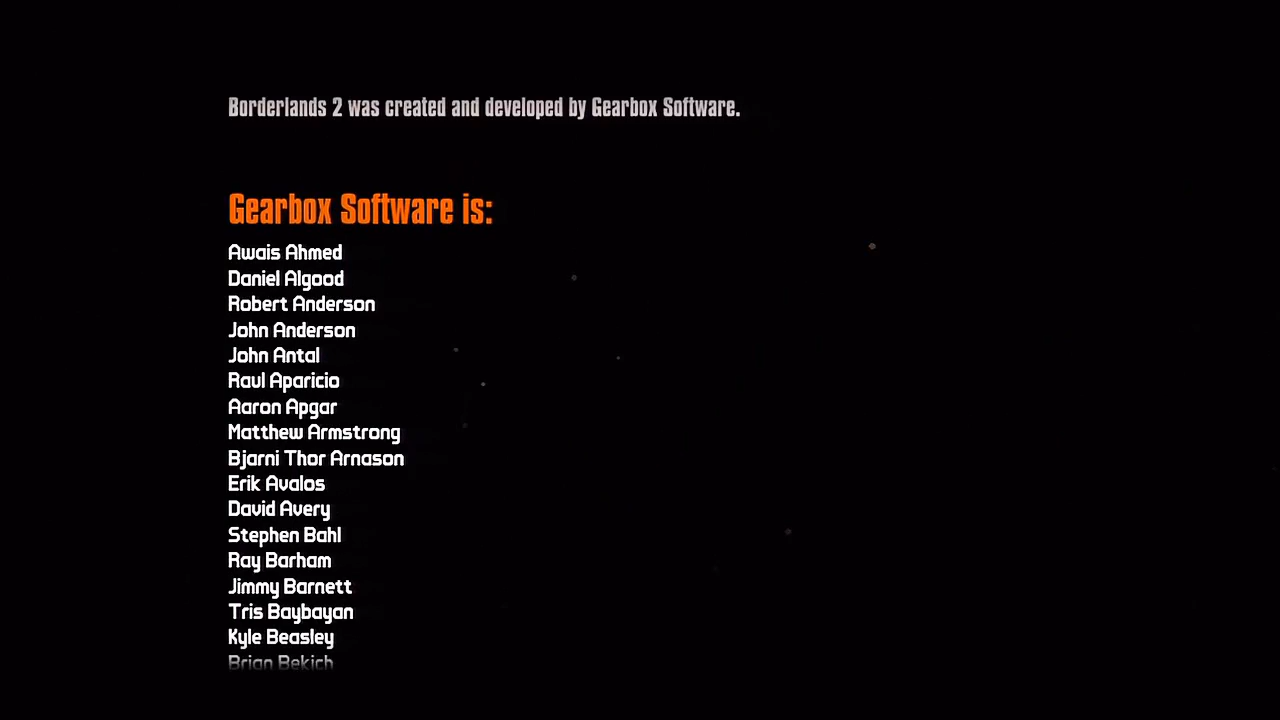 Borderlands 2 was created and developed by Gearbox Software.
Gearbox Software is:
Awais Ahmed
Daniel Algood
Robert Anderson
John Anderson
John Antal
Raul Aparicio
Aaron Apgar
Matthew Armstrong
Bjarni Thor Arnason
Erik Avalos
David Avery
Stephen Bahl
Ray Barham
Jimmy Barnett
Tris Baybayan
Kyle Beasley
Brian Bekich